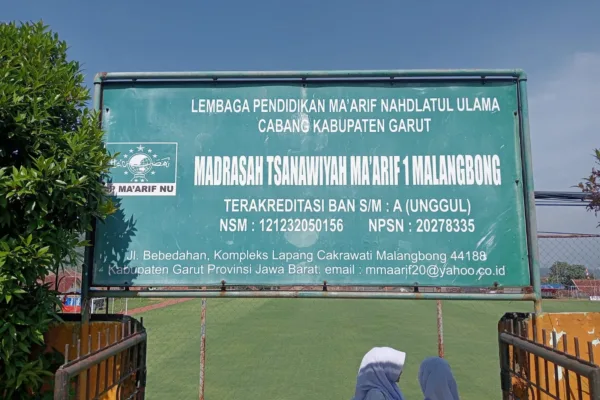 LEMBAGA PENDIDIKAN MA'ARIF NAHDLATUL ULAMA
CABANG KABUPATEN GARUT
MADRASAH TSANAWIYAH MA'ARIF 1 MALANGBONG
LP MA'ARIF NU
TERAKREDITASI BAN S/M : A (UNGGUL)
NSM : 121232050156 NPSN : 20278335
Jl. Bebedahan, Kompleks Lapang Cakrawati Malangbong 44188
Kabupaten Garut Provinsi Jawa Barat. email : mmaarif20@yahoo.co.id